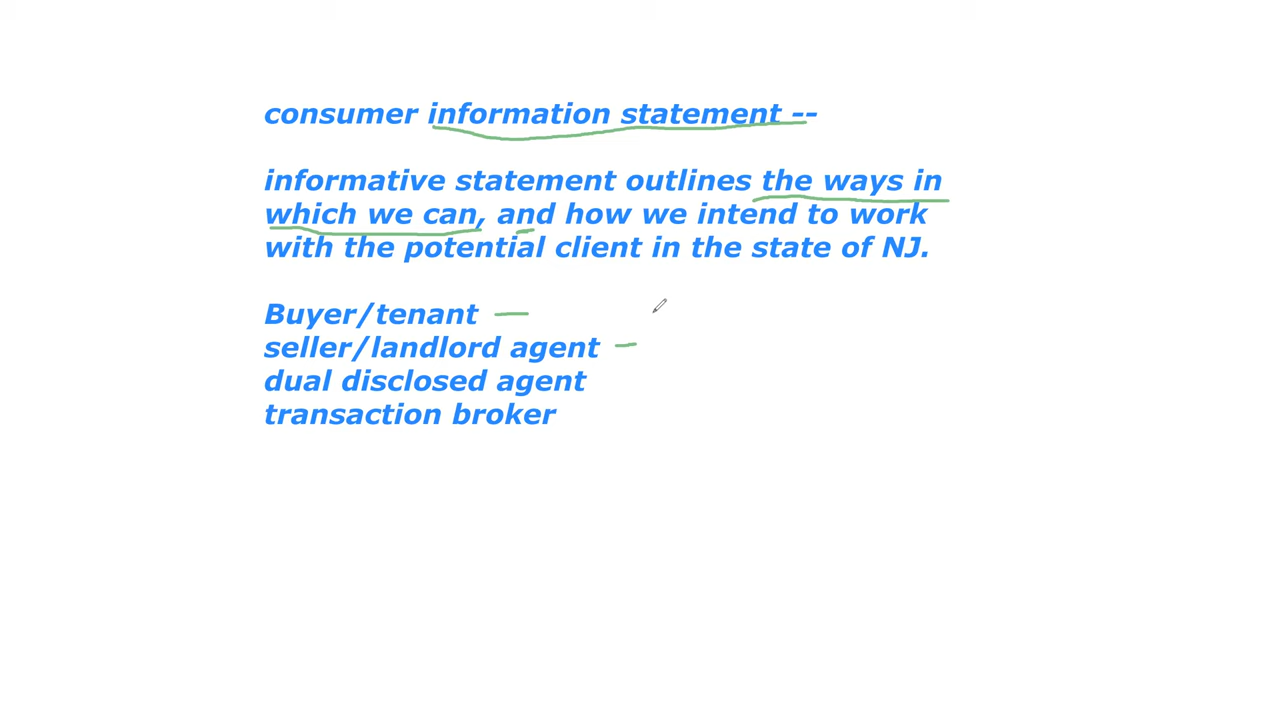 consumer information statement --
informative statement outlines the ways in
which we can, and how we intend to work
with the potential client in the state of NJ.
Buyer/tenant
seller/landlord agent
dual disclosed agent
transaction broker